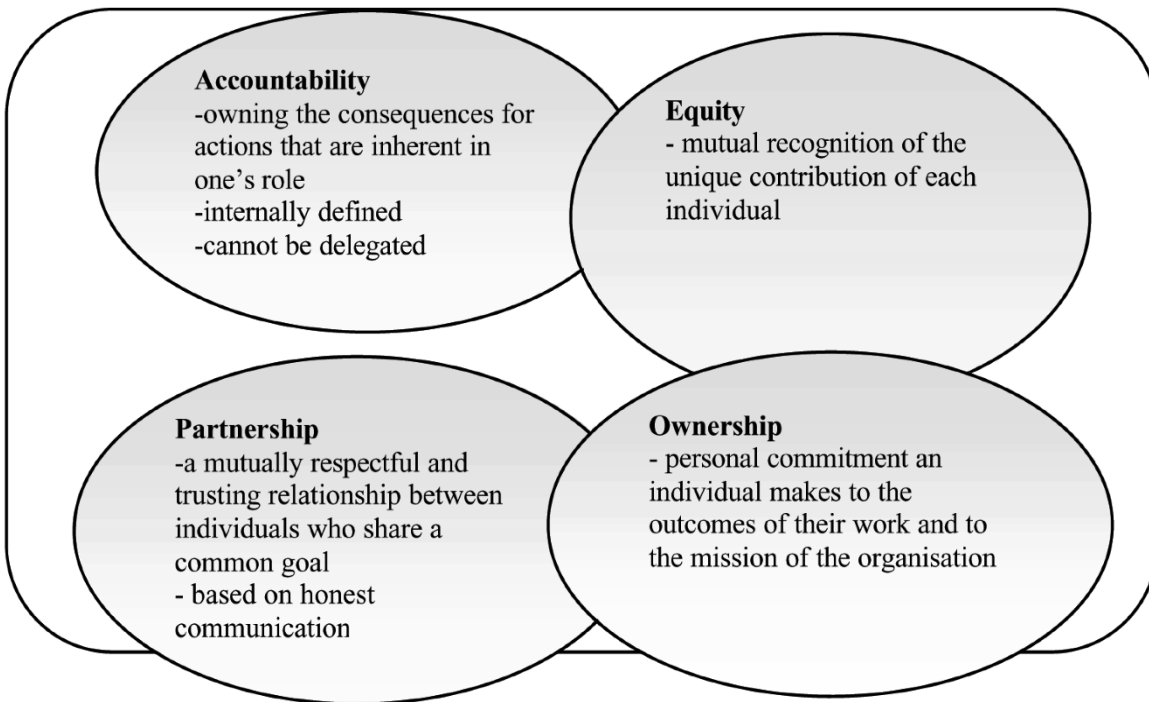 Accountability
-owning the consequences for
actions that are inherent in
one’s role
-internally defined
-cannot be delegated
Equity
- mutual recognition of the
unique contribution of each
individual
Partnership
-a mutually respectful and
trusting relationship between
individuals who share a
common goal
- based on honest
communication
Ownership
- personal commitment an
individual makes to the
outcomes of their work and to
the mission of the organisation